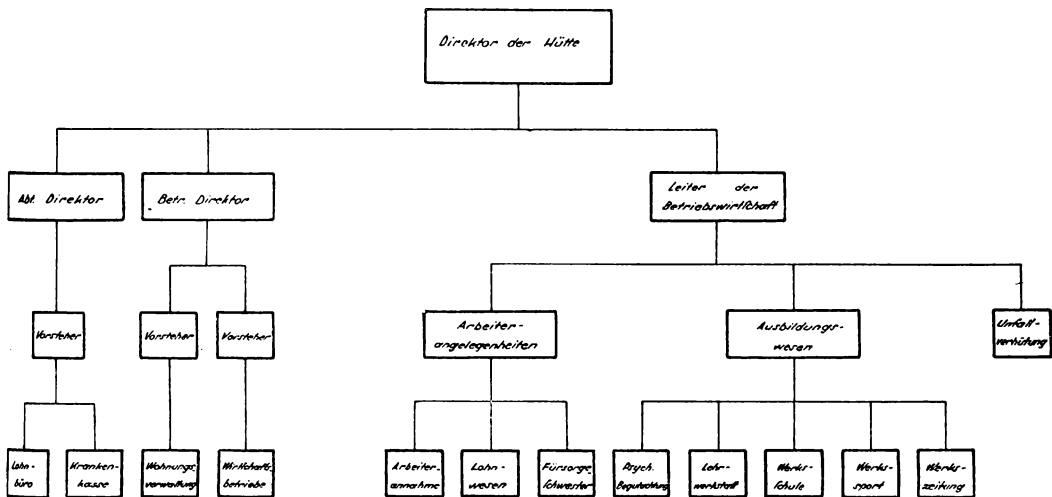 Direktor der Hütte
Abt. Direktor
Betr. Direktor
Leiter der
Betriebswirtschaft
Vorsteher
Vorsteher
Vorsteher
Arbeiter-
angelegenheiten
Ausbildungs-
wesen
Unfall-
verhütung
Lohn-
büro
Kranken-
kasse
Wohnungs-
verwaltung
Wirtschafts-
betriebe
Arbeiter-
annahme
Lohn-
wesen
Fürsorge-
schwester
Psych.
Begutachtung
Lehr-
werkstatt
Werks-
schule
Werks-
sport
Werks-
zeitung